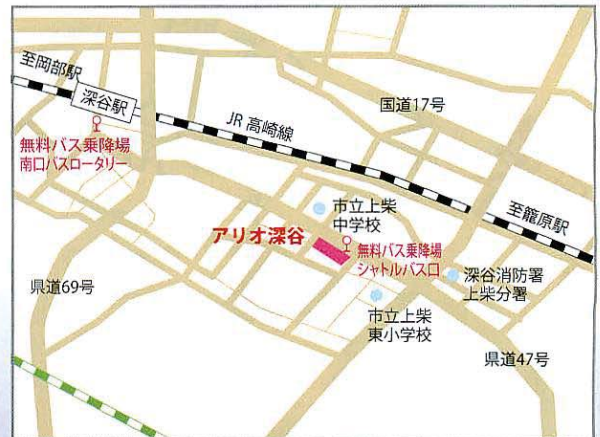 至岡部駅
深谷駅
国道17号
JR 高崎線
無料バス乗降場
南口バスロータリー
市立上柴
中学校
至籠原駅
アリオ深谷
無料バス乗降場
シャトルバス口
深谷消防署
上柴分署
県道69号
市立上柴
東小学校
県道47号